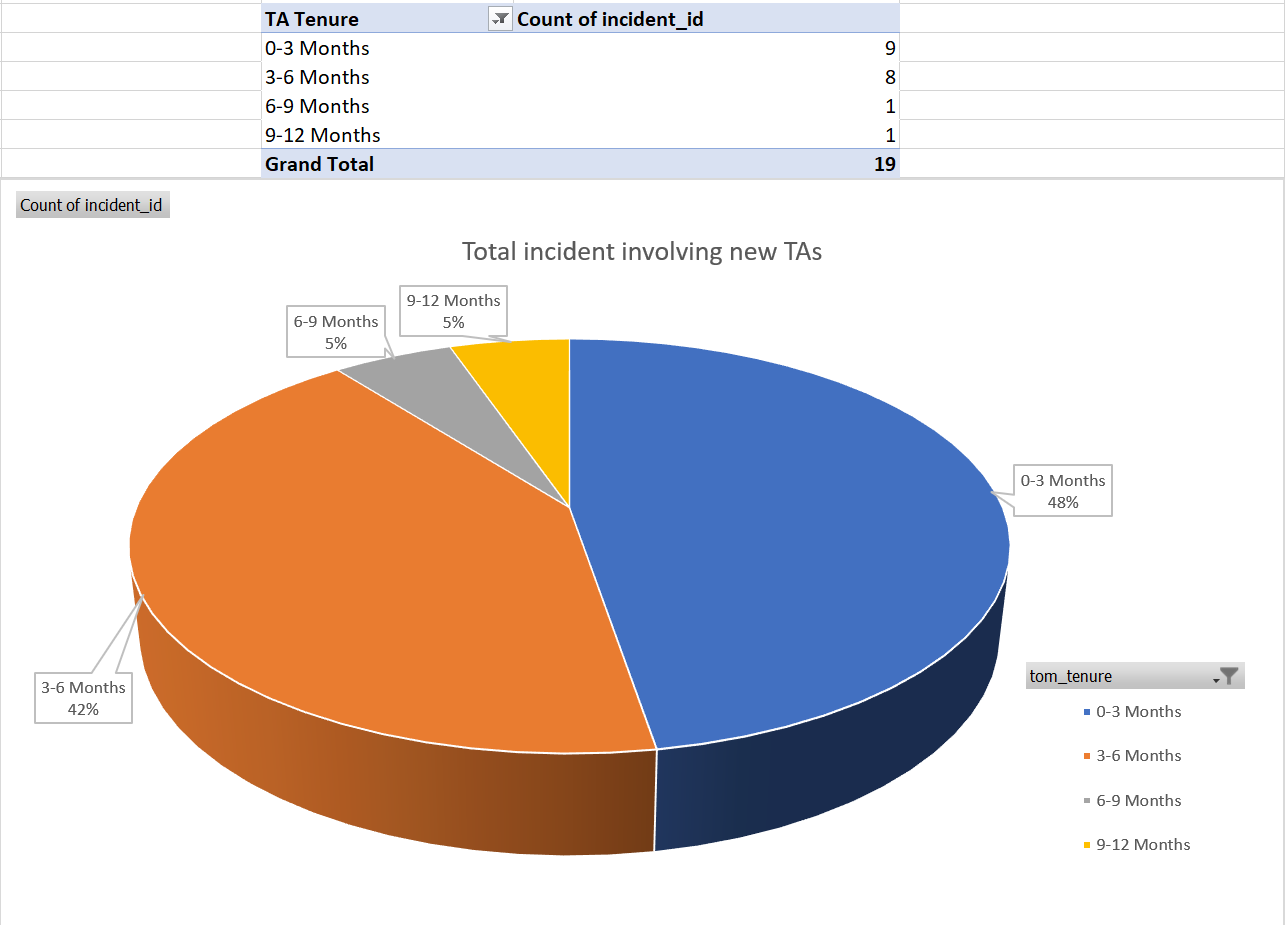 TA Tenure Count of incident_id
0-3 Months 9
3-6 Months 8
6-9 Months 1
9-12 Months 1
Grand Total 19
Count of incident_id
Total incident involving new TAs
9-12 Months
5%
6-9 Months
5%
0-3 Months
48%
3-6 Months
42%
tom_tenure
0-3 Months
3-6 Months
6-9 Months
9-12 Months